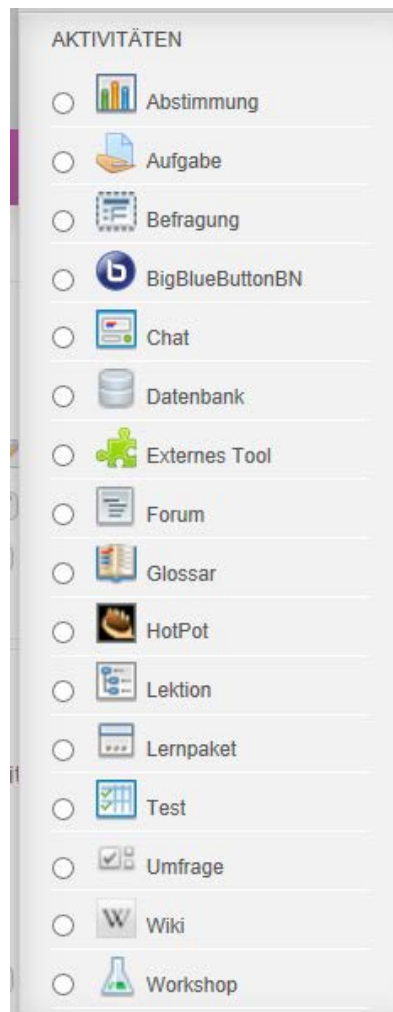 AKTIVITÄTEN
Abstimmung
Aufgabe
Befragung
BigBlueButtonBN
Chat
Datenbank
Externes Tool
Forum
Glossar
HotPot
Lektion
Lernpaket
Test
Umfrage
Wiki
Workshop